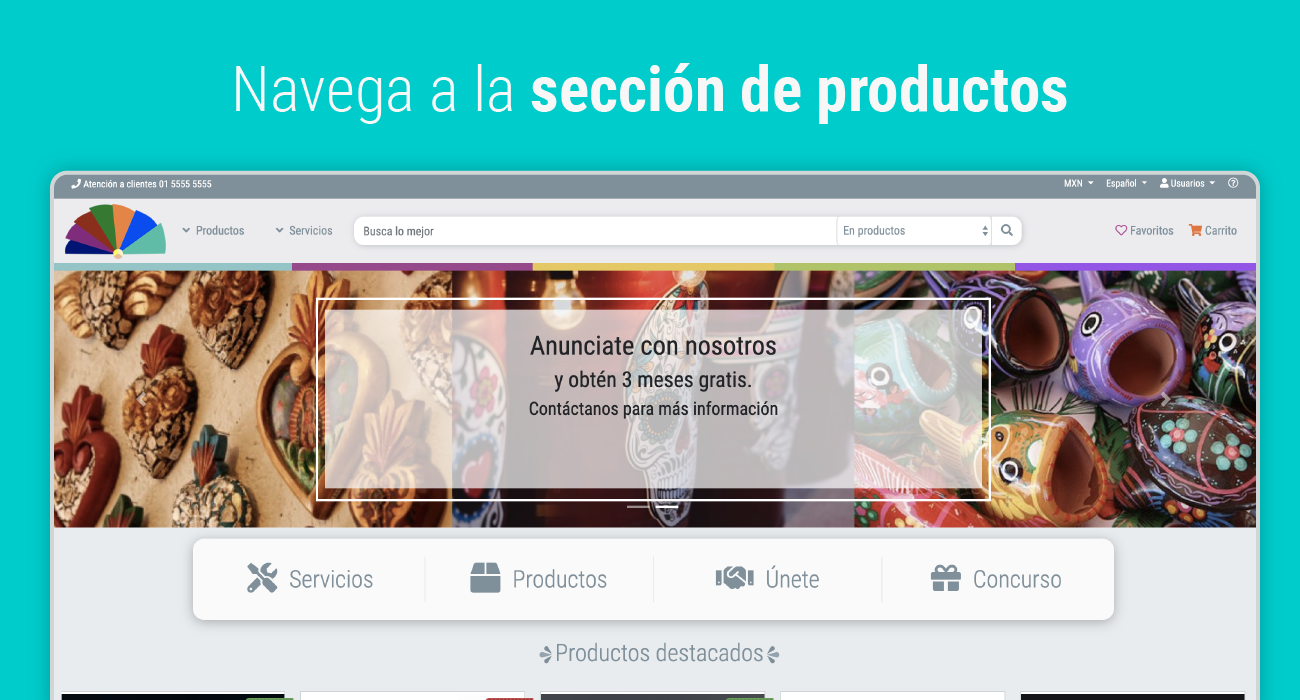 Navega a la sección de productos
Atención a clientes 01 5555 5555
MXN Español Usuarios
Productos Servicios Busca lo mejor En productos Favoritos Carrito
Anunciate con nosotros
y obtén 3 meses gratis.
Contáctanos para más información
Servicios Productos Únete Concurso
Productos destacados